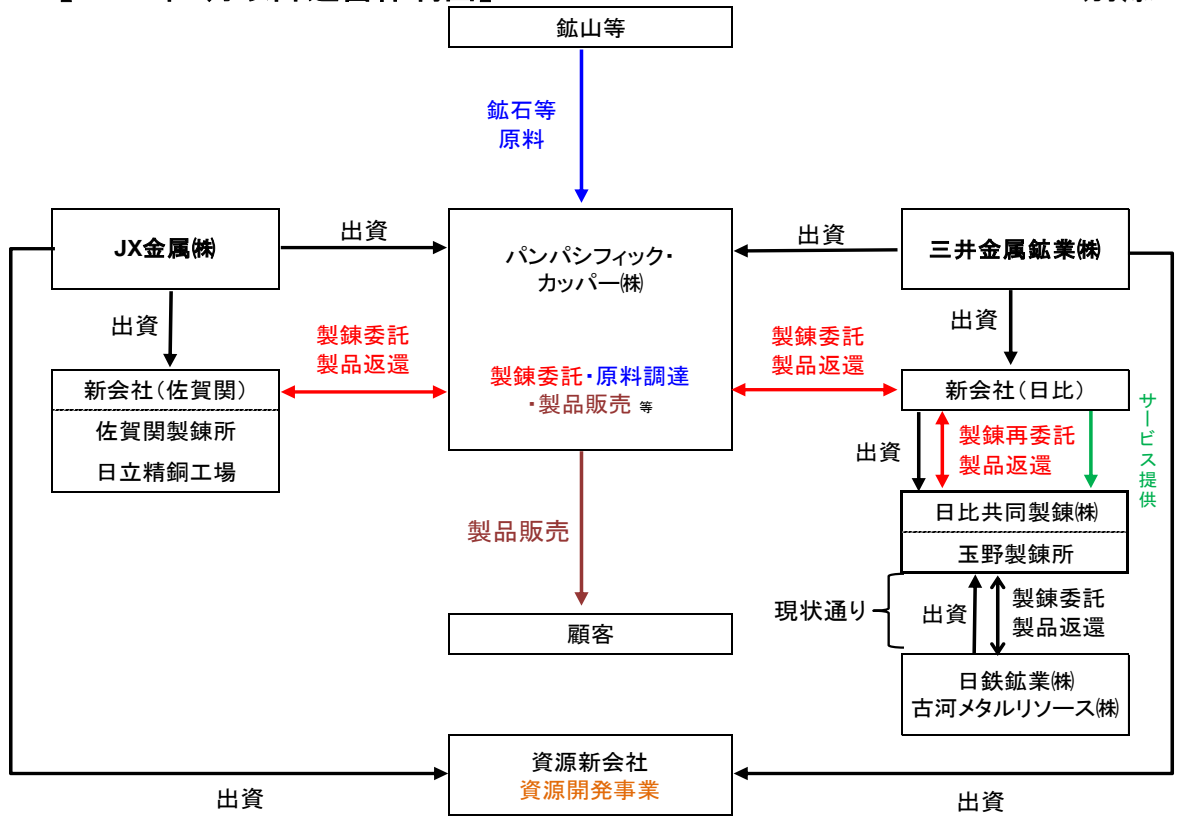 鉱山等
鉱石等
原料
JX金属㈱
出資
パンパシフィック・
カッパー㈱
出資
三井金属鉱業㈱
出資
製錬委託
製品返還
製錬委託・原料調達
・製品販売 等
製錬委託
製品返還
出資
新会社（佐賀関）
佐賀関製錬所
日立精銅工場
新会社（日比）
出資
製錬再委託
製品返還
サービス提供
日比共同製錬㈱
玉野製錬所
製品販売
現状通り
出資
製錬委託
製品返還
顧客
日鉄鉱業㈱
古河メタルリソース㈱
資源新会社
資源開発事業
出資
出資